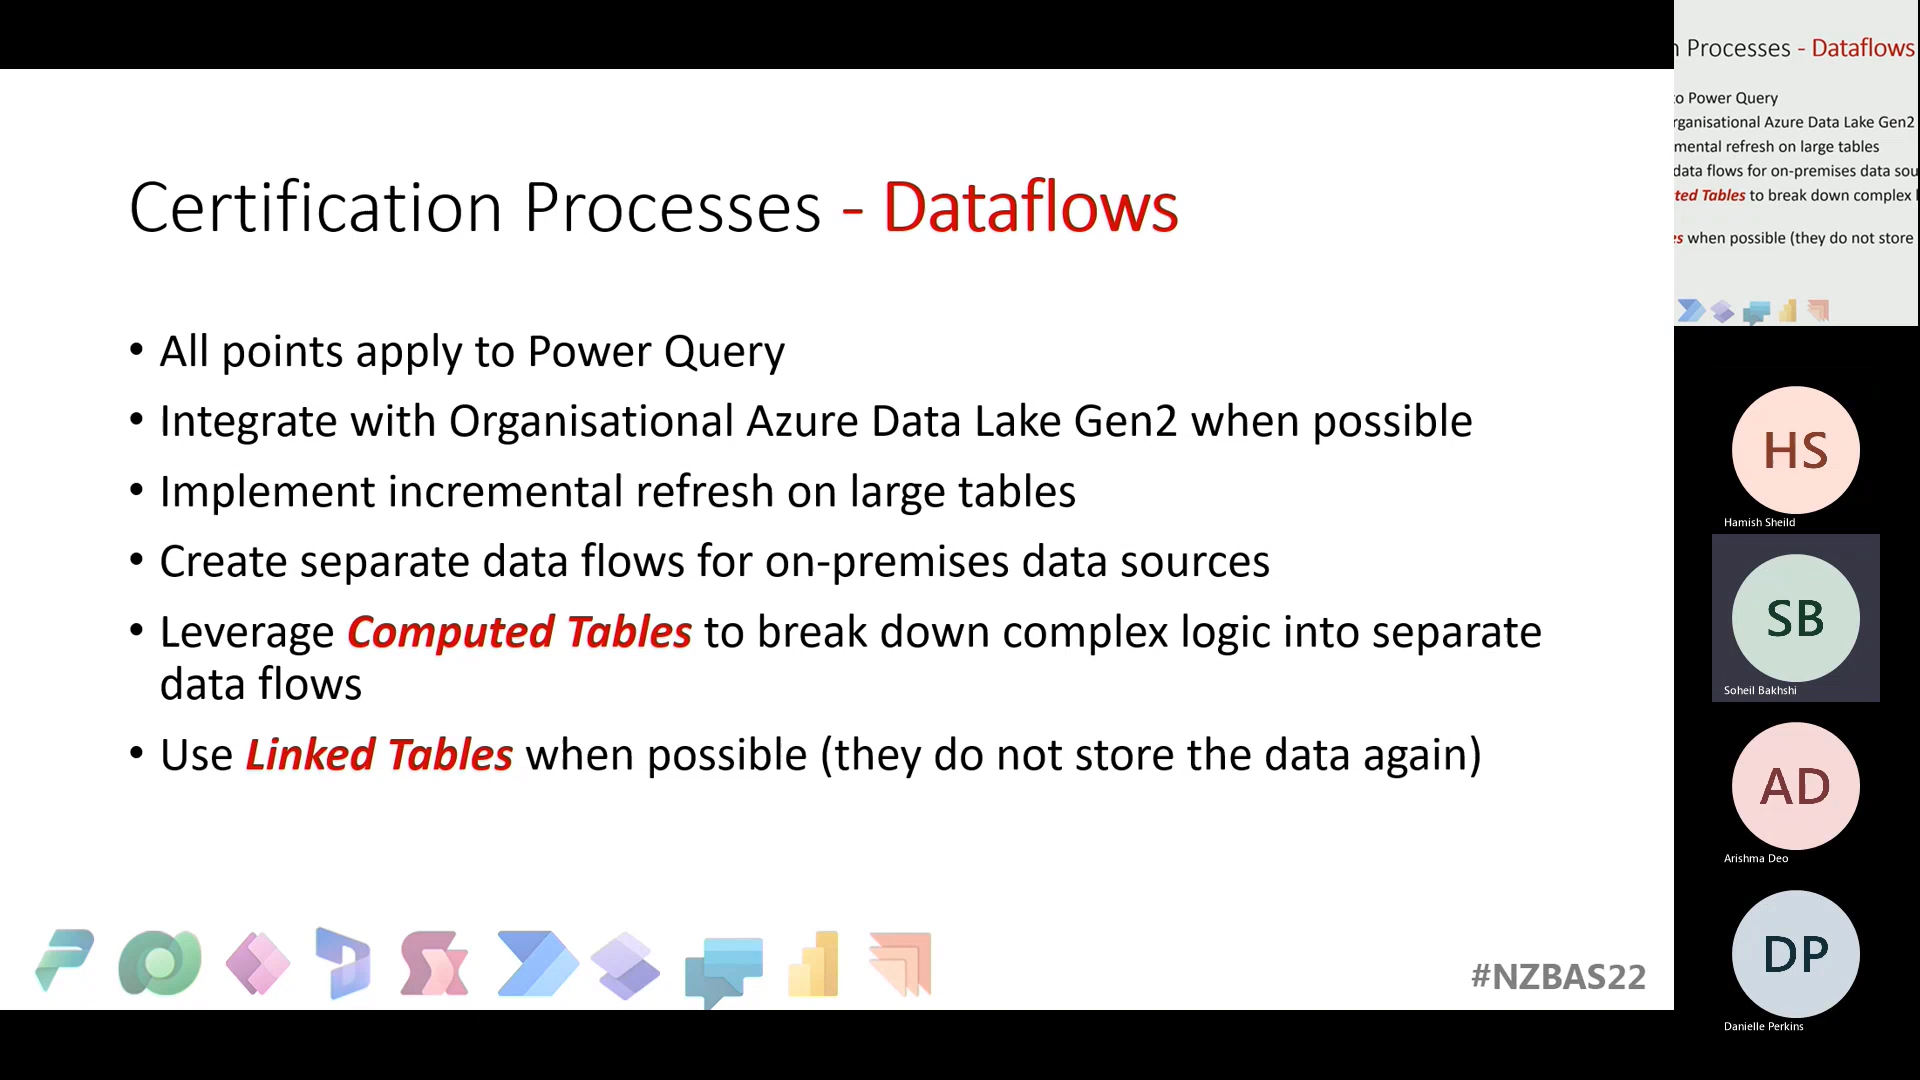 Certification Processes - Dataflows
• All points apply to Power Query
• Integrate with Organisational Azure Data Lake Gen2 when possible
• Implement incremental refresh on large tables
• Create separate data flows for on-premises data sources
• Leverage Computed Tables to break down complex logic into separate
data flows
• Use Linked Tables when possible (they do not store the data again)
#NZBAS22
Processes - Dataflows
to Power Query
rganisational Azure Data Lake Gen2
mental refresh on large tables
data flows for on-premises data sou
ted Tables to break down complex
es when possible (they do not store
HS
Hamish Sheild
SB
Soheil Bakhshi
AD
Arishma Deo
DP
Danielle Perkins